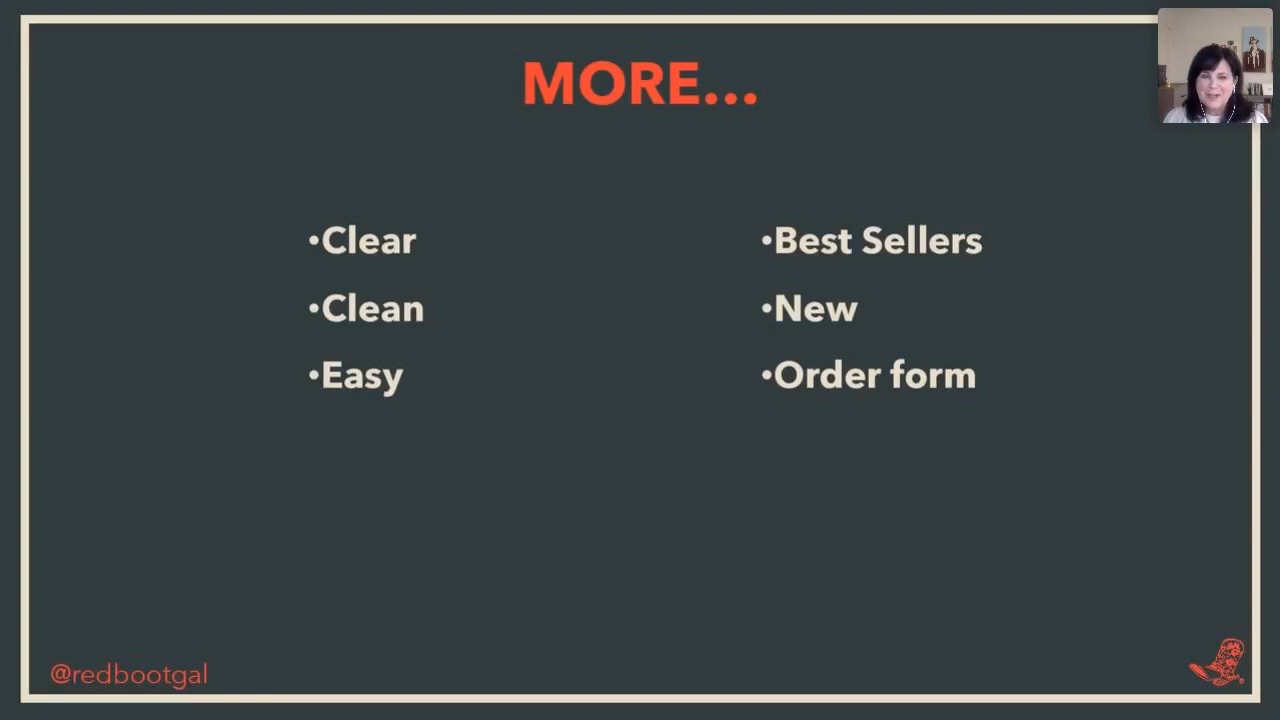 MORE...
•Clear
•Clean
•Easy
•Best Sellers
•New
•Order form
@redbootgal